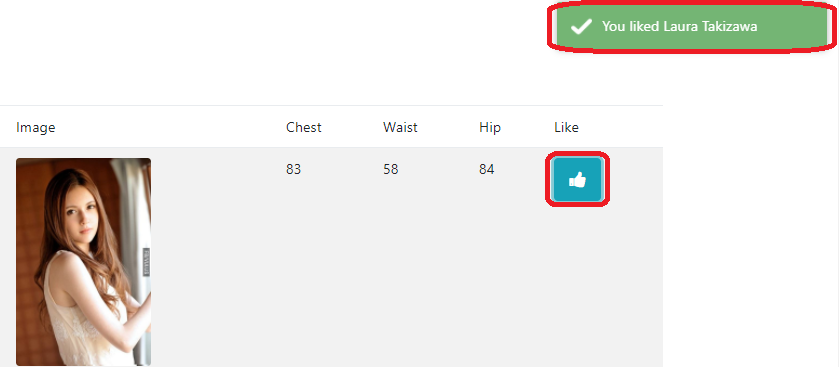 You liked Laura Takizawa
Image Chest Waist Hip Like
83 58 84